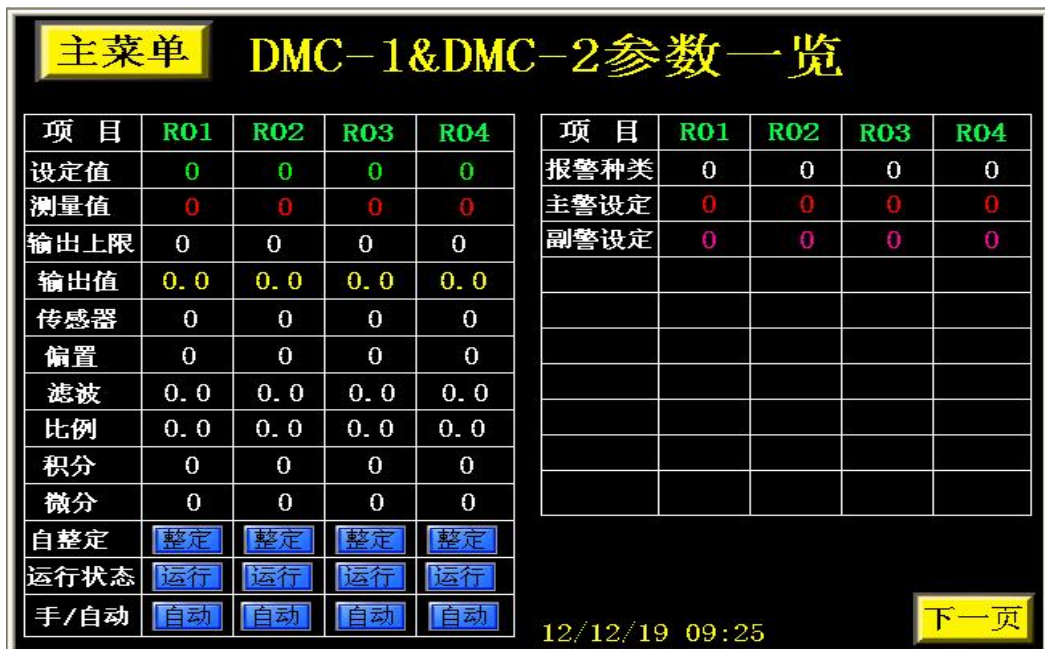 主菜单 DMC-1&DMC-2参数一览
项 目 RO1 RO2 RO3 RO4
设定值 0 0 0 0
测量值 0 0 0 0
输出上限 0 0 0 0
输出值 0.0 0.0 0.0 0.0
传感器 0 0 0 0
偏置 0 0 0 0
滤波 0.0 0.0 0.0 0.0
比例 0.0 0.0 0.0 0.0
积分 0 0 0 0
微分 0 0 0 0
自整定 整定 整定 整定 整定
运行状态 运行 运行 运行 运行
手/自动 自动 自动 自动 自动
项 目 RO1 RO2 RO3 RO4
报警种类 0 0 0 0
主警设定 0 0 0 0
副警设定 0 0 0 0
12/12/19 09:25
下一页